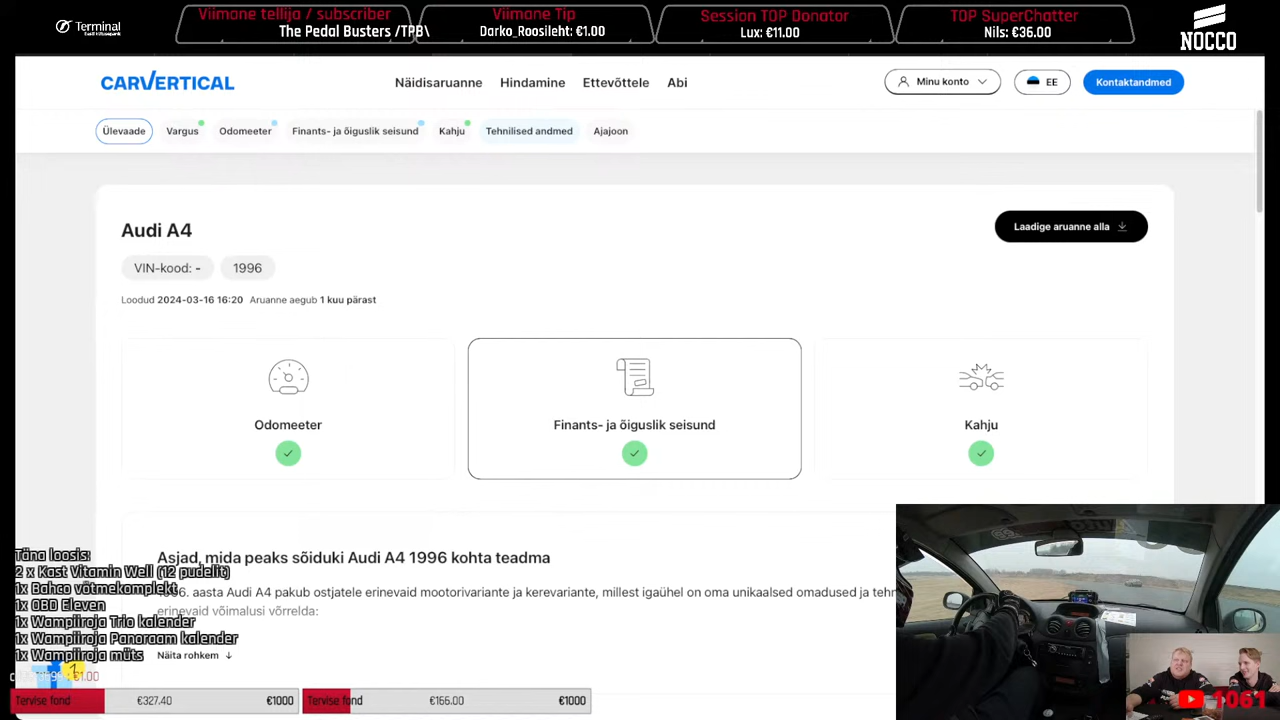 Terminal
Viimane tellija / subscriber
The Pedal Busters /TPB\
Viimane Tip
Darko_Roosileht: €1.00
Session TOP Donator
Lux: €11.00
TOP SuperChatter
Nils: €36.00
NOCCO
CARVERTICAL
Näidisaruanne
Hindamine
Ettevõttele
Abi
Minu konto
EE
Kontaktandmed
Ülevaade
Vargus
Odomeeter
Finants- ja õiguslik seisund
Kahju
Tehnilised andmed
Ajajoon
Audi A4
Laadige aruanne alla
VIN-kood: -
1996
Loodud 2024-03-16 16:20 Aruanne aegub 1 kuu pärast
Odomeeter
Finants- ja õiguslik seisund
Kahju
Asjad, mida peaks sõiduki Audi A4 1996 kohta teadma
1996. aasta Audi A4 pakub ostjatele erinevaid mootorivariante ja kerevariante, millest igaühel on oma unikaalsed omadused ja
erinevaid võimalusi võrrelda:
Näita rohkem
Täna loosis:
2 x Kast Vitamin Well (12 pudelit)
1x Bahco võtmekomplekt
1x OBD Eleven
1x Wampiiroja Trio kalender
1x Wampiiroja Panoraam kalender
1x Wampiiroja müts
€1.00
Tervise fond
€327.40
€1000
Tervise fond
€166.00
€1000
1061